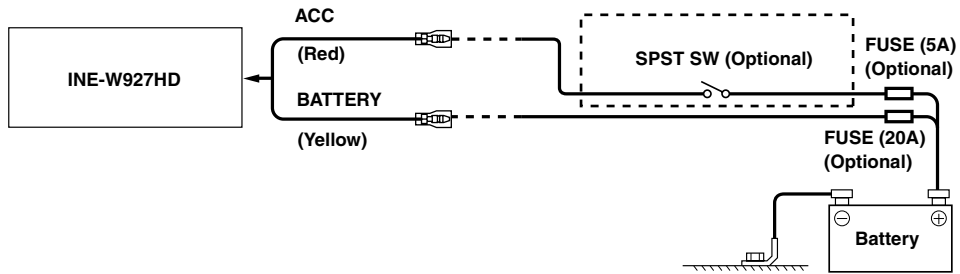 ACC
(Red)
INE-W927HD
BATTERY
(Yellow)
SPST SW (Optional)
FUSE (5A)
(Optional)
FUSE (20A)
(Optional)
Battery